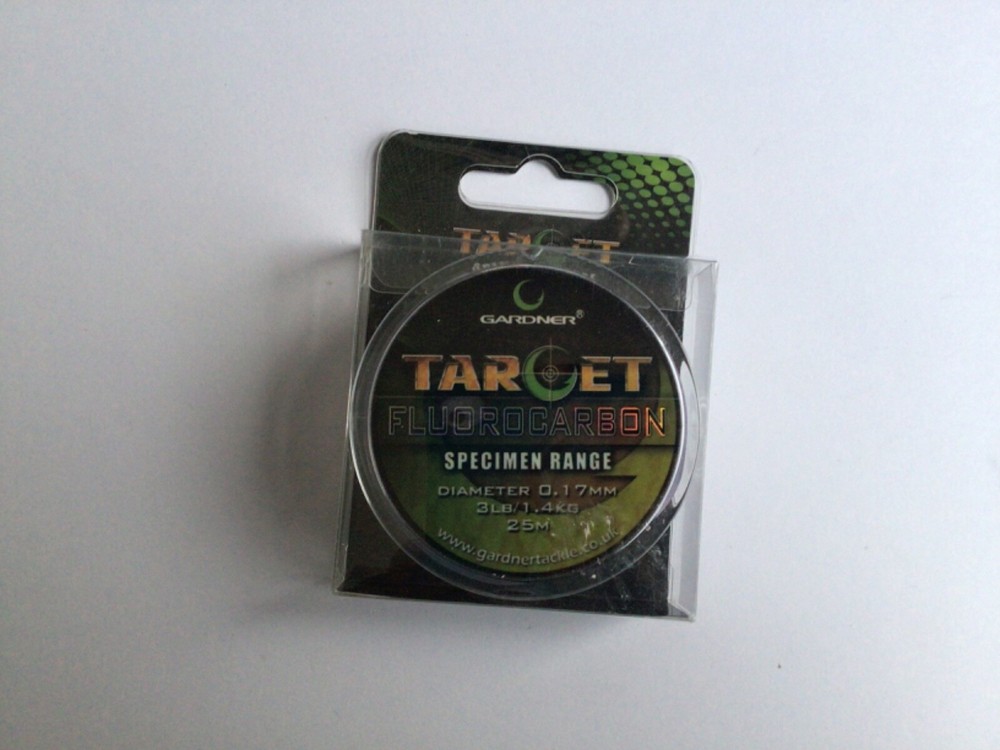 TARGET
GARDNER®
TARGET
FLUOROCARBON
SPECIMEN RANGE
DIAMETER 0.17MM
3LB/1.4KG
25M
www.gardnertackle.co.uk